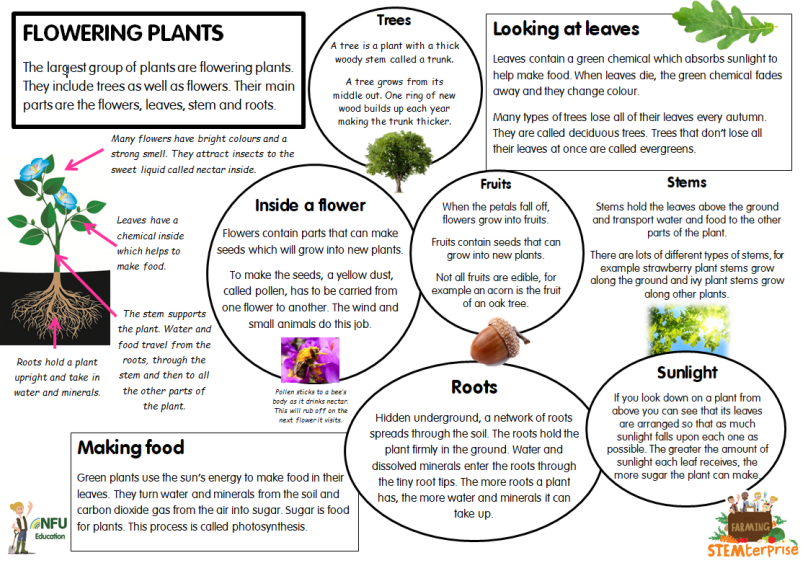 FLOWERING PLANTS
The largest group of plants are flowering plants.
They include trees as well as flowers. Their main
parts are the flowers, leaves, stem and roots.
Trees
A tree is a plant with a thick
woody stem called a trunk.
A tree grows from its
middle out. One ring of new
wood builds up each year
making the trunk thicker.
Looking at leaves
Leaves contain a green chemical which absorbs sunlight to
help make food. When leaves die, the green chemical fades
away and they change colour.
Many types of trees lose all of their leaves every autumn.
They are called deciduous trees. Trees that don't lose all
their leaves at once are called evergreens.
Many flowers have bright colours and a
strong smell. They attract insects to the
sweet liquid called nectar inside.
Leaves have a
chemical inside
which helps to
make food.
The stem supports
the plant. Water and
food travel from the
roots, through the
stem and then to all
the other parts of
the plant.
Roots hold a plant
upright and take in
water and minerals.
Inside a flower
Flowers contain parts that can make
seeds which will grow into new plants.
To make the seeds, a yellow dust,
called pollen, has to be carried from
one flower to another. The wind and
small animals do this job.
Pollen sticks to a bee's
body as it drinks nectar.
This will rub off on the
next flower it visits.
Fruits
When the petals fall off,
flowers grow into fruits.
Fruits contain seeds that can
grow into new plants.
Not all fruits are edible, for
example an acorn is the fruit
of an oak tree.
Stems
Stems hold the leaves above the ground
and transport water and food to the other
parts of the plant.
There are lots of different types of stems, for
example strawberry plant stems grow
along the ground and ivy plant stems grow
along other plants.
Roots
Hidden underground, a network of roots
spreads through the soil. The roots hold the
plant firmly in the ground. Water and
dissolved minerals enter the roots through
the tiny root tips. The more roots a plant
has, the more water and minerals it can
take up.
Sunlight
If you look down on a plant from
above you can see that its leaves
are arranged so that as much
sunlight falls upon each one as
possible. The greater the amount of
sunlight each leaf receives, the
more sugar the plant can make.
Making food
Green plants use the sun's energy to make food in their
leaves. They turn water and minerals from the soil and
carbon dioxide gas from the air into sugar. Sugar is food
for plants. This process is called photosynthesis.
NFU
Education
FARMING
STEMterprise